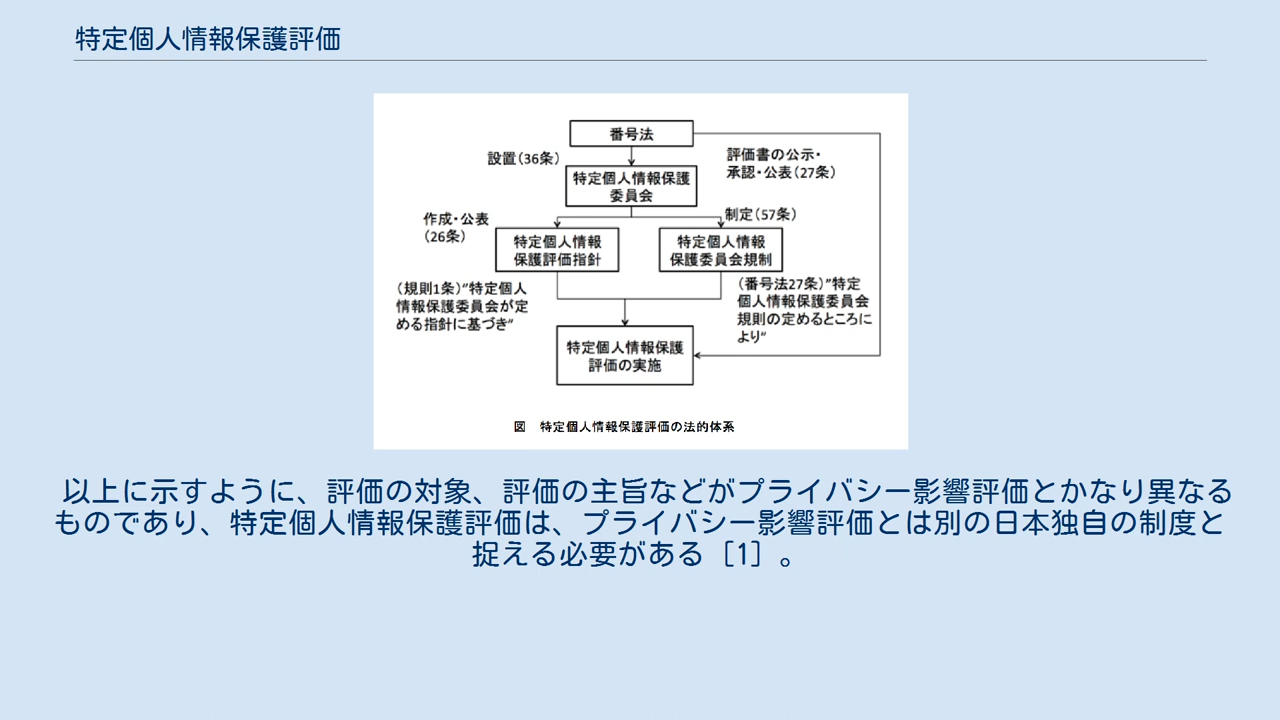 特定個人情報保護評価
番号法
設置(36条)
評価書の公示・
承認・公表(27条)
特定個人情報保護
委員会
作成・公表
(26条)
制定(57条)
特定個人情報
保護評価指針
特定個人情報
保護委員会規制
(規則1条)"特定個人
情報保護委員会が定
める指針に基づき"
(番号法27条)"特定
個人情報保護委員会
規則の定めるところに
より"
特定個人情報保護
評価の実施
図 特定個人情報保護評価の法的体系
以上に示すように、評価の対象、評価の主旨などがプライバシー影響評価とかなり異なる
ものであり、特定個人情報保護評価は、プライバシー影響評価とは別の日本独自の制度と
捉える必要がある［1］。